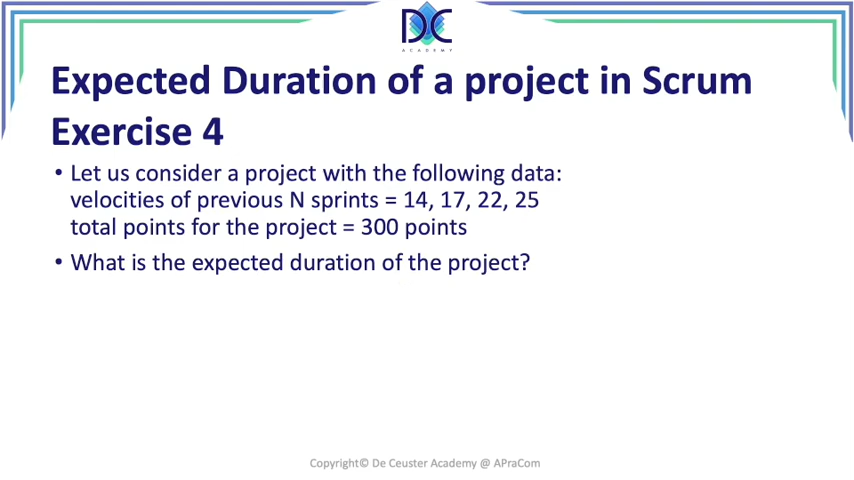 DC
ACADEMY
Expected Duration of a project in Scrum
Exercise 4
• Let us consider a project with the following data:
velocities of previous N sprints = 14, 17, 22, 25
total points for the project = 300 points
• What is the expected duration of the project?
Copyright© De Ceuster Academy @ APraCom